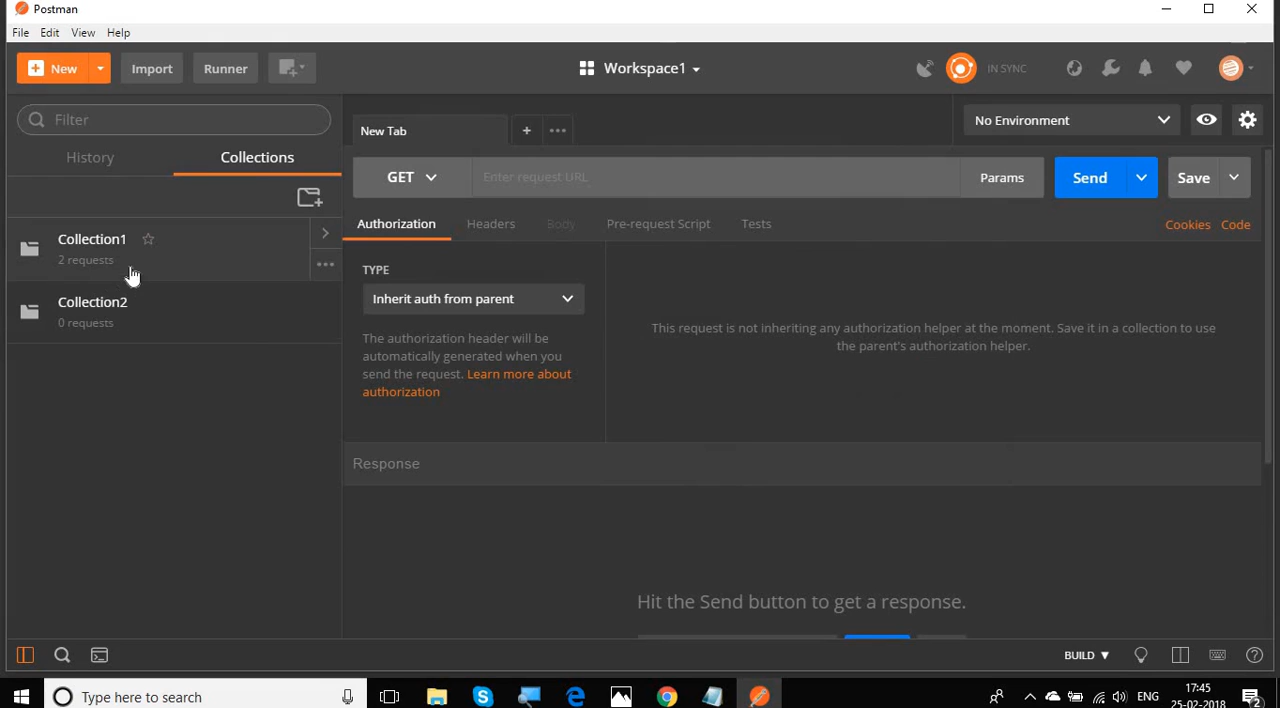 Postman
File Edit View Help
New Import Runner Workspace1 IN SYNC
Filter
History Collections
Collection1
2 requests
Collection2
0 requests
New Tab + ••• No Environment
GET Enter request URL Params Send Save
Authorization Headers Body Pre-request Script Tests Cookies Code
TYPE
Inherit auth from parent
The authorization header will be
automatically generated when you
send the request. Learn more about
authorization
This request is not inheriting any authorization helper at the moment. Save it in a collection to use
the parent's authorization helper.
Response
Hit the Send button to get a response.
BUILD ▼
Type here to search
ENG
17:45
25-02-2018
2